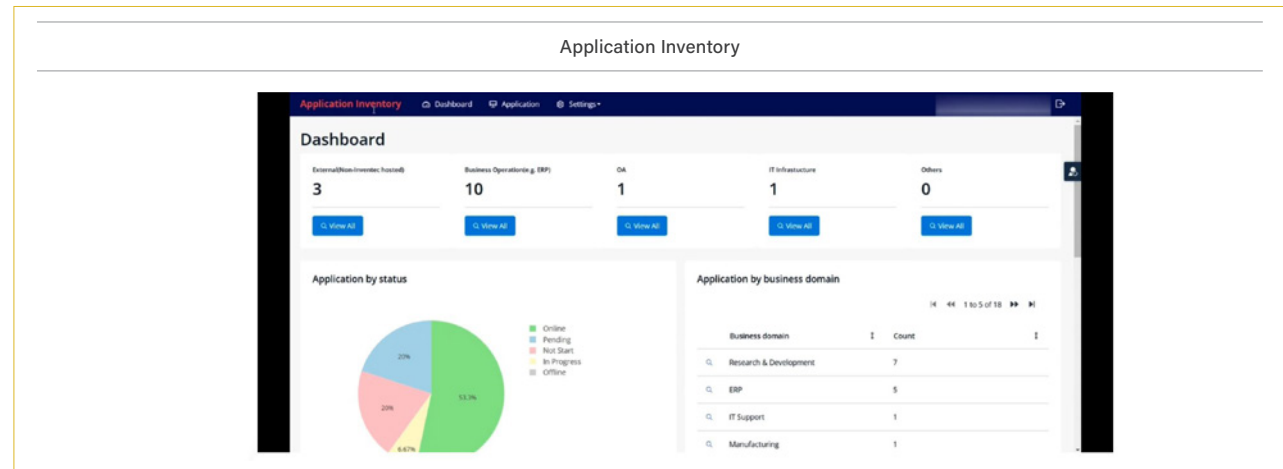 Application Inventory
Application Inventory Dashboard Application Settings
Dashboard
External(Non-Inventec hosted) Business Operation(e.g. ERP) OA IT Infrastucture Others
3 10 1 1 0
View All View All View All View All View All
Application by status
20%
20%
53.3%
6.67%
Online
Pending
Not Start
In Progress
Offline
Application by business domain
1 to 5 of 18
Business domain Count
Research & Development 7
ERP 5
IT Support 1
Manufacturing 1